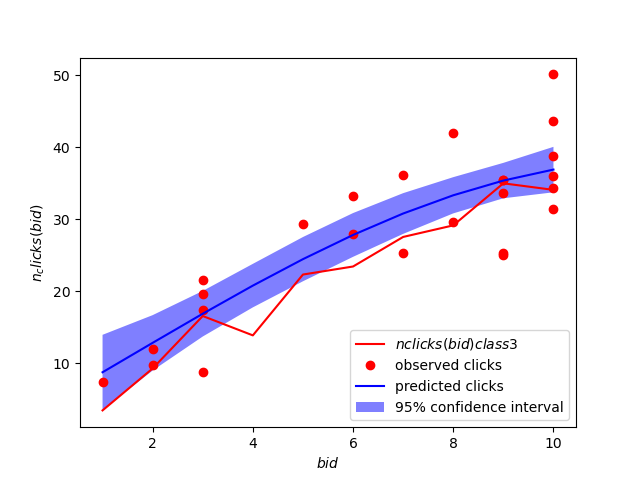 50
40
30
20
10
n_clicks(bid)
2
4
6
8
10
bid
nclicks(bid)class3
observed clicks
predicted clicks
95% confidence interval